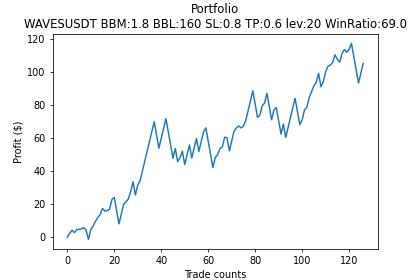 Portfolio
WAVESUSDT BBM:1.8 BBL:160 SL:0.8 TP:0.6 lev:20 WinRatio:69.0
120
100
80
60
40
20
0
Profit ($)
0 20 40 60 80 100 120
Trade counts